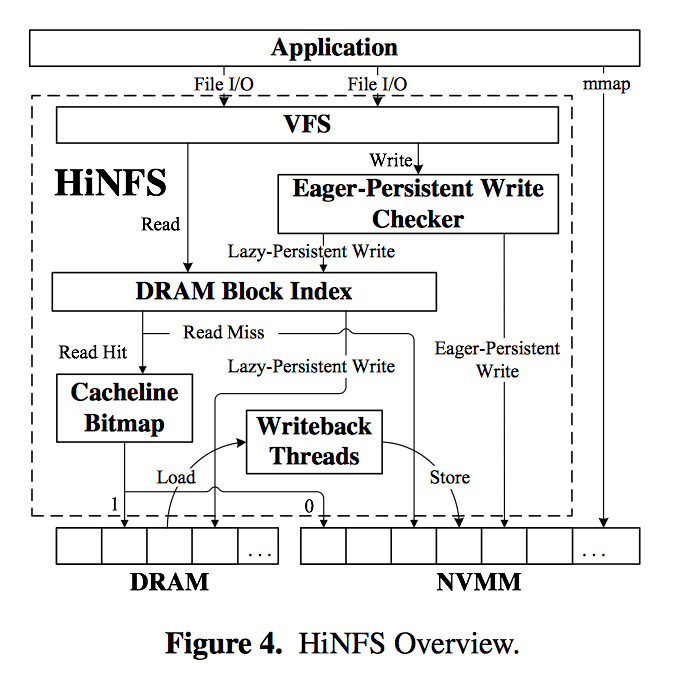 Application
File I/O
File I/O
mmap
VFS
HiNFS
Write
Eager-Persistent Write
Checker
Read
Lazy-Persistent Write
DRAM Block Index
Read Miss
Read Hit
Lazy-Persistent Write
Eager-Persistent
Write
Cacheline
Bitmap
Writeback
Threads
Load
Store
1
0
...
...
DRAM
NVMM
Figure 4. HiNFS Overview.